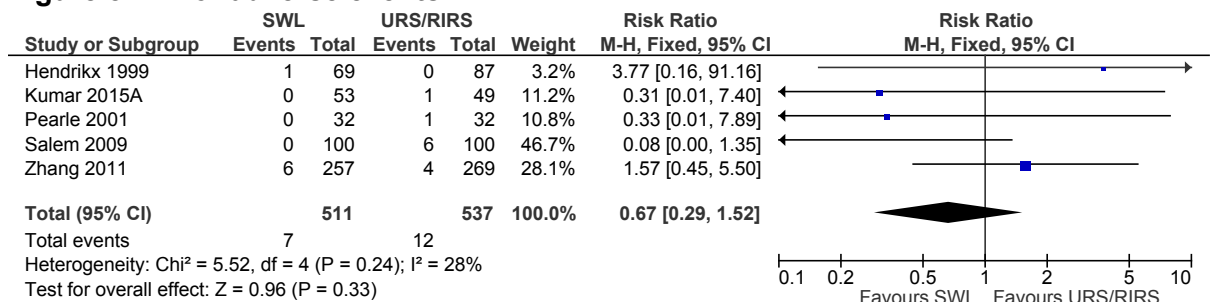 SWL URS/RIRS Risk Ratio Risk Ratio
Study or Subgroup Events Total Events Total Weight M-H, Fixed, 95% CI M-H, Fixed, 95% CI
Hendrikx 1999 1 69 0 87 3.2% 3.77 [0.16, 91.16]
Kumar 2015A 0 53 1 49 11.2% 0.31 [0.01, 7.40]
Pearle 2001 0 32 1 32 10.8% 0.33 [0.01, 7.89]
Salem 2009 0 100 6 100 46.7% 0.08 [0.00, 1.35]
Zhang 2011 6 257 4 269 28.1% 1.57 [0.45, 5.50]
Total (95% CI) 511 537 100.0% 0.67 [0.29, 1.52]
Total events 7 12
Heterogeneity: Chi² = 5.52, df = 4 (P = 0.24); I² = 28%
Test for overall effect: Z = 0.96 (P = 0.33)
0.1 0.2 0.5 1 2 5 10
Favours SWL Favours URS/RIRS